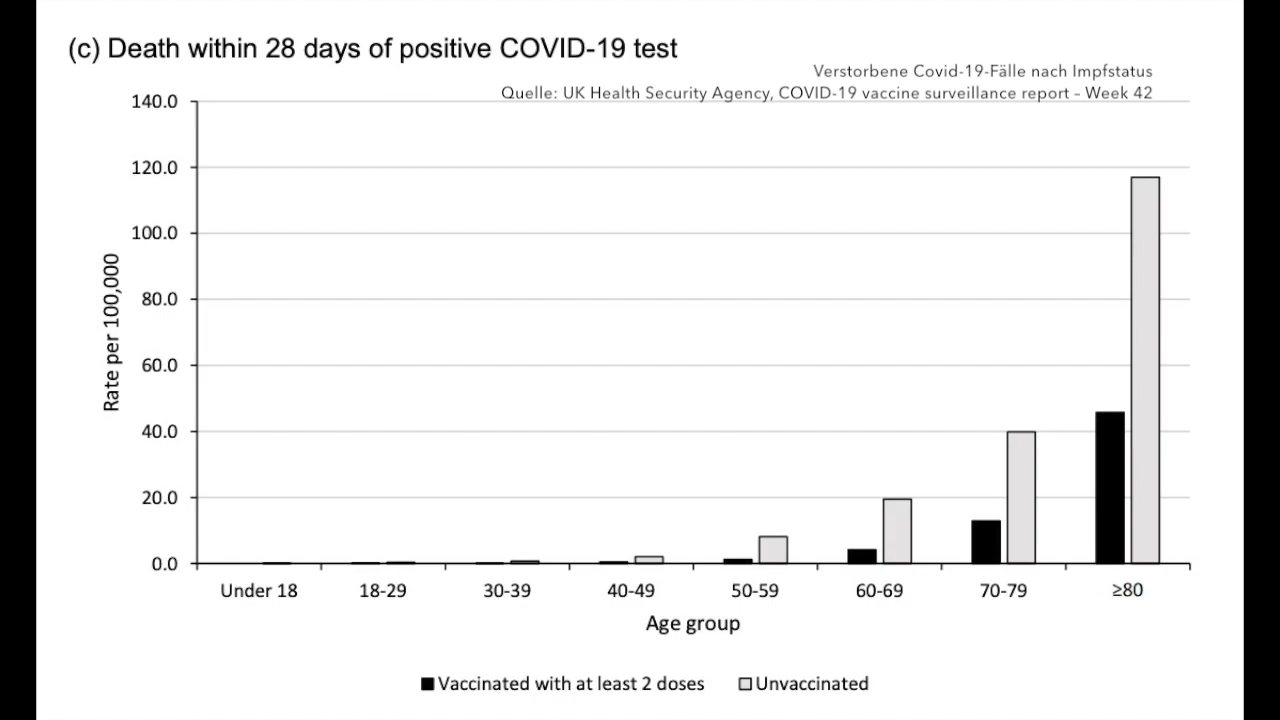 (c) Death within 28 days of positive COVID-19 test
Verstorbene Covid-19-Fälle nach Impfstatus
Quelle: UK Health Security Agency, COVID-19 vaccine surveillance report – Week 42
140.0
120.0
100.0
80.0
60.0
40.0
20.0
0.0
Rate per 100,000
Under 18 18-29 30-39 40-49 50-59 60-69 70-79 ≥80
Age group
Vaccinated with at least 2 doses Unvaccinated